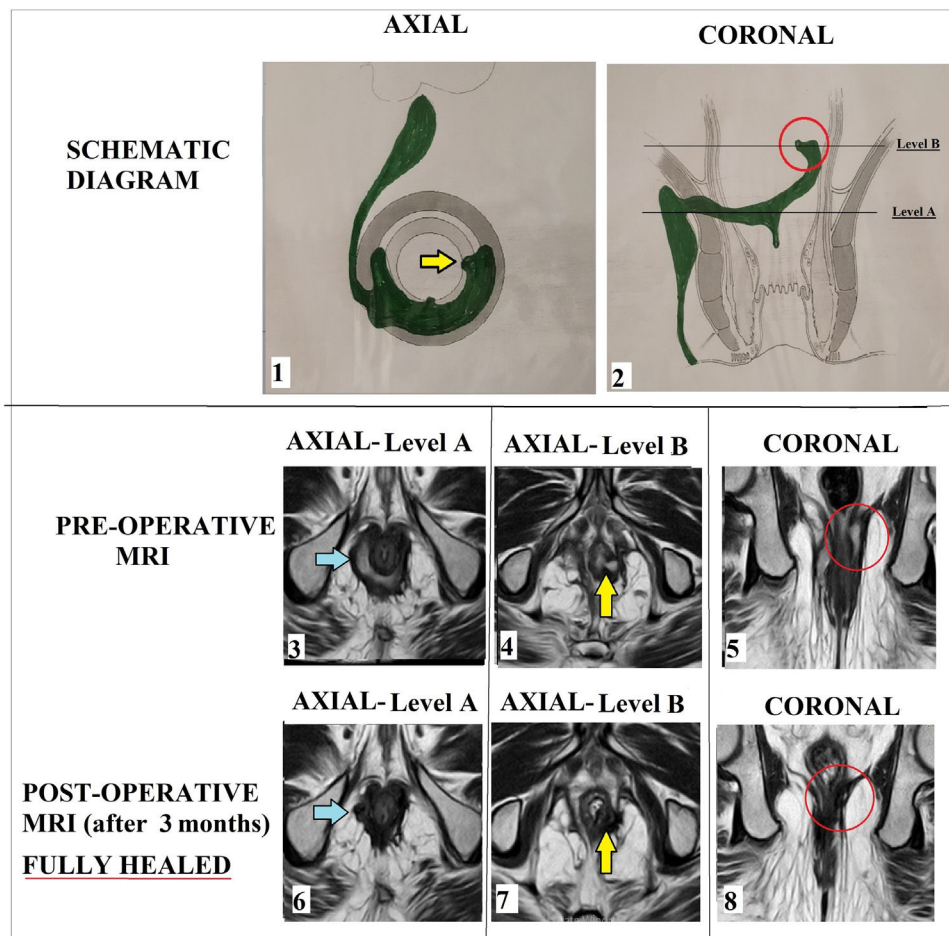 AXIAL
CORONAL
SCHEMATIC
DIAGRAM
Level B
Level A
1
2
AXIAL-Level A
AXIAL-Level B
CORONAL
PRE-OPERATIVE
MRI
3
4
5
AXIAL-Level A
AXIAL-Level B
CORONAL
POST-OPERATIVE
MRI (after 3 months)
FULLY HEALED
6
7
8